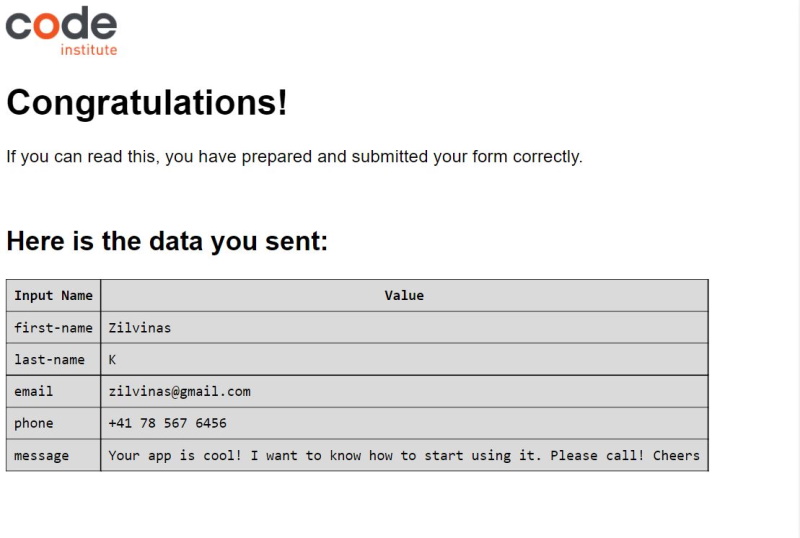 code
institute
Congratulations!
If you can read this, you have prepared and submitted your form correctly.
Here is the data you sent:
Input Name Value
first-name Zilvinas
last-name K
email zilvinas@gmail.com
phone +41 78 567 6456
message Your app is cool! I want to know how to start using it. Please call! Cheers